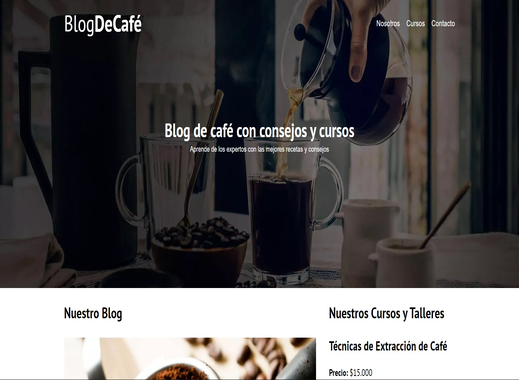 BlogDeCafé
Nosotros Cursos Contacto
Blog de café con consejos y cursos
Aprende de los expertos con las mejores recetas y consejos
Nuestro Blog
Nuestros Cursos y Talleres
Técnicas de Extracción de Café
Precio: $15.000